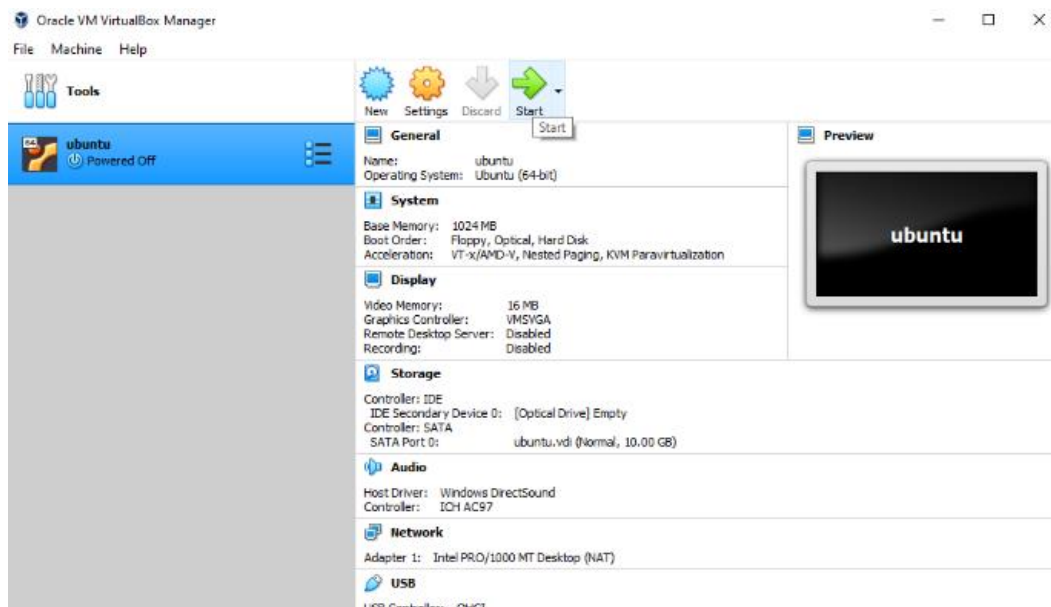 Oracle VM VirtualBox Manager
File Machine Help
Tools
New Settings Discard Start
Start
ubuntu
Powered Off
General
Name: ubuntu
Operating System: Ubuntu (64-bit)
System
Base Memory: 1024 MB
Boot Order: Floppy, Optical, Hard Disk
Acceleration: VT-x/AMD-V, Nested Paging, KVM Paravirtualization
Display
Video Memory: 16 MB
Graphics Controller: VMSVGA
Remote Desktop Server: Disabled
Recording: Disabled
Storage
Controller: IDE
IDE Secondary Device 0: [Optical Drive] Empty
Controller: SATA
SATA Port 0: ubuntu.vdi (Normal, 10.00 GB)
Audio
Host Driver: Windows DirectSound
Controller: ICH AC97
Network
Adapter 1: Intel PRO/1000 MT Desktop (NAT)
USB
Preview
ubuntu